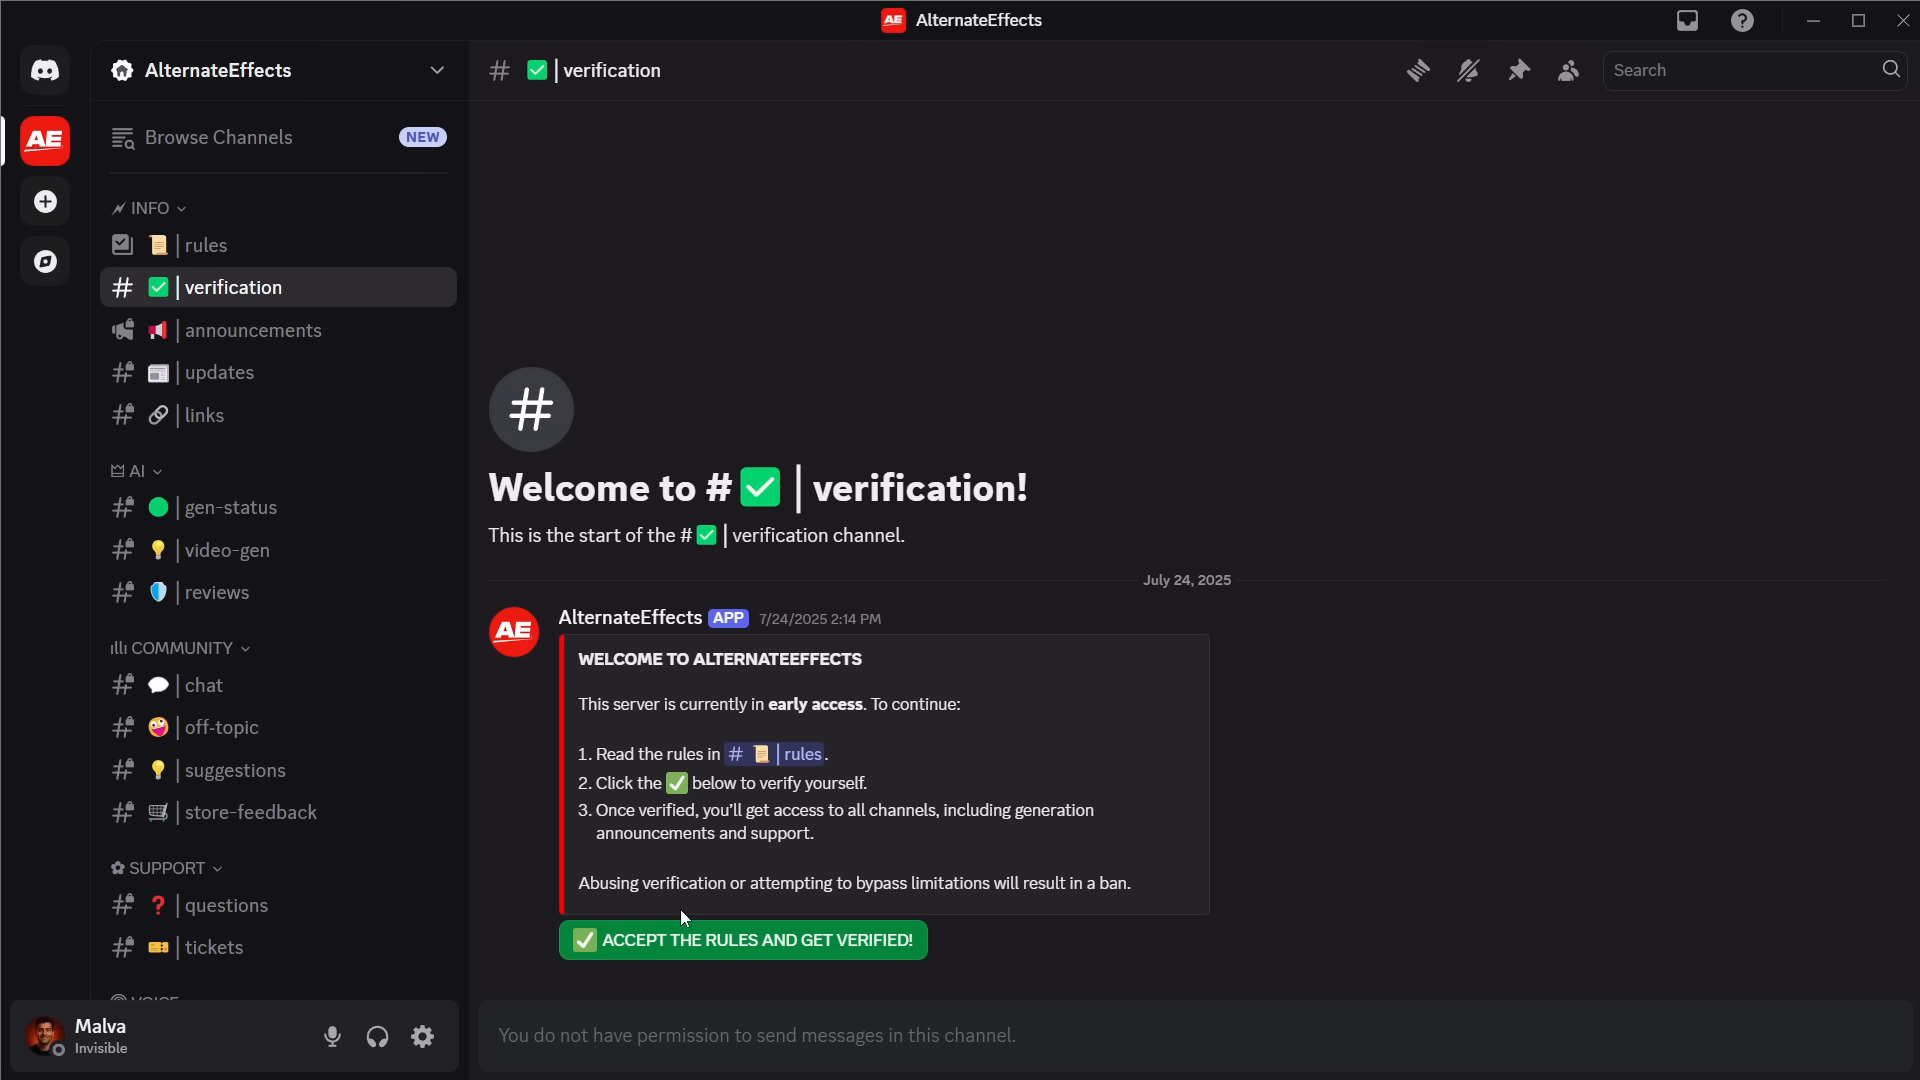 AE AlternateEffects
AlternateEffects
Browse Channels
NEW
AE
INFO
rules
verification
announcements
updates
links
AI
gen-status
video-gen
reviews
COMMUNITY
chat
off-topic
suggestions
store-feedback
SUPPORT
questions
tickets
VOICE
Malva
Invisible
# ✅ | verification
Search
#
Welcome to # ✅ | verification!
This is the start of the # ✅ | verification channel.
July 24, 2025
AE
AlternateEffects APP 7/24/2025 2:14 PM
WELCOME TO ALTERNATEEFFECTS
This server is currently in early access. To continue:
1. Read the rules in # 📜 | rules.
2. Click the ✅ below to verify yourself.
3. Once verified, you'll get access to all channels, including generation
announcements and support.
Abusing verification or attempting to bypass limitations will result in a ban.
✅ ACCEPT THE RULES AND GET VERIFIED!
You do not have permission to send messages in this channel.